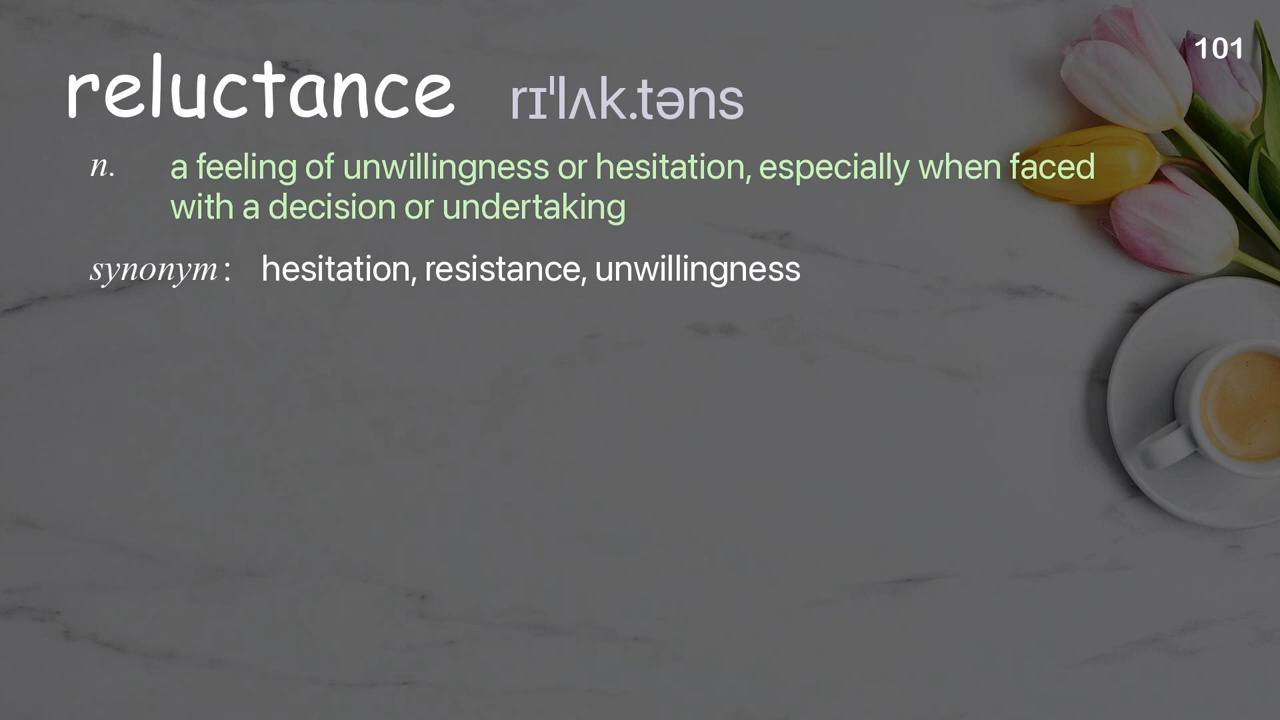 101
reluctance rɪˈlʌk.təns
n. a feeling of unwillingness or hesitation, especially when faced
with a decision or undertaking
synonym: hesitation, resistance, unwillingness